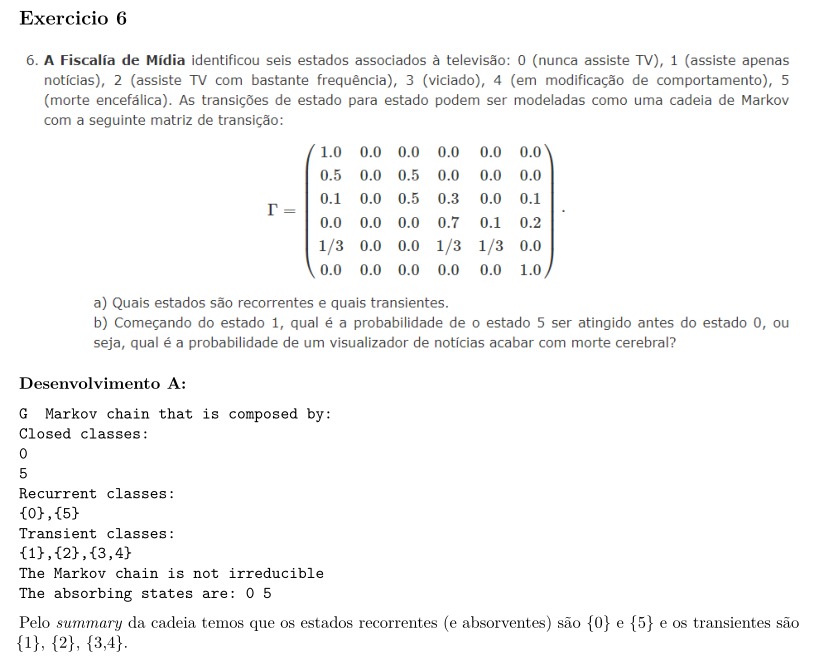 Exercicio 6
6. A Fiscalía de Mídia identificou seis estados associados à televisão: 0 (nunca assiste TV), 1 (assiste apenas
notícias), 2 (assiste TV com bastante frequência), 3 (viciado), 4 (em modificação de comportamento), 5
(morte encefálica). As transições de estado para estado podem ser modeladas como uma cadeia de Markov
com a seguinte matriz de transição:
1.0 0.0 0.0 0.0 0.0 0.0
0.5 0.0 0.5 0.0 0.0 0.0
0.1 0.0 0.5 0.3 0.0 0.1
Γ =
0.0 0.0 0.0 0.7 0.1 0.2
1/3 0.0 0.0 1/3 1/3 0.0
0.0 0.0 0.0 0.0 0.0 1.0
.
a) Quais estados são recorrentes e quais transientes.
b) Começando do estado 1, qual é a probabilidade de o estado 5 ser atingido antes do estado 0, ou
seja, qual é a probabilidade de um visualizador de notícias acabar com morte cerebral?
Desenvolvimento A:
G  Markov chain that is composed by:
Closed classes:
0
5
Recurrent classes:
{0},{5}
Transient classes:
{1},{2},{3,4}
The Markov chain is not irreducible
The absorbing states are: 0 5
Pelo summary da cadeia temos que os estados recorrentes (e absorventes) são {0} e {5} e os transientes são
{1}, {2}, {3,4}.